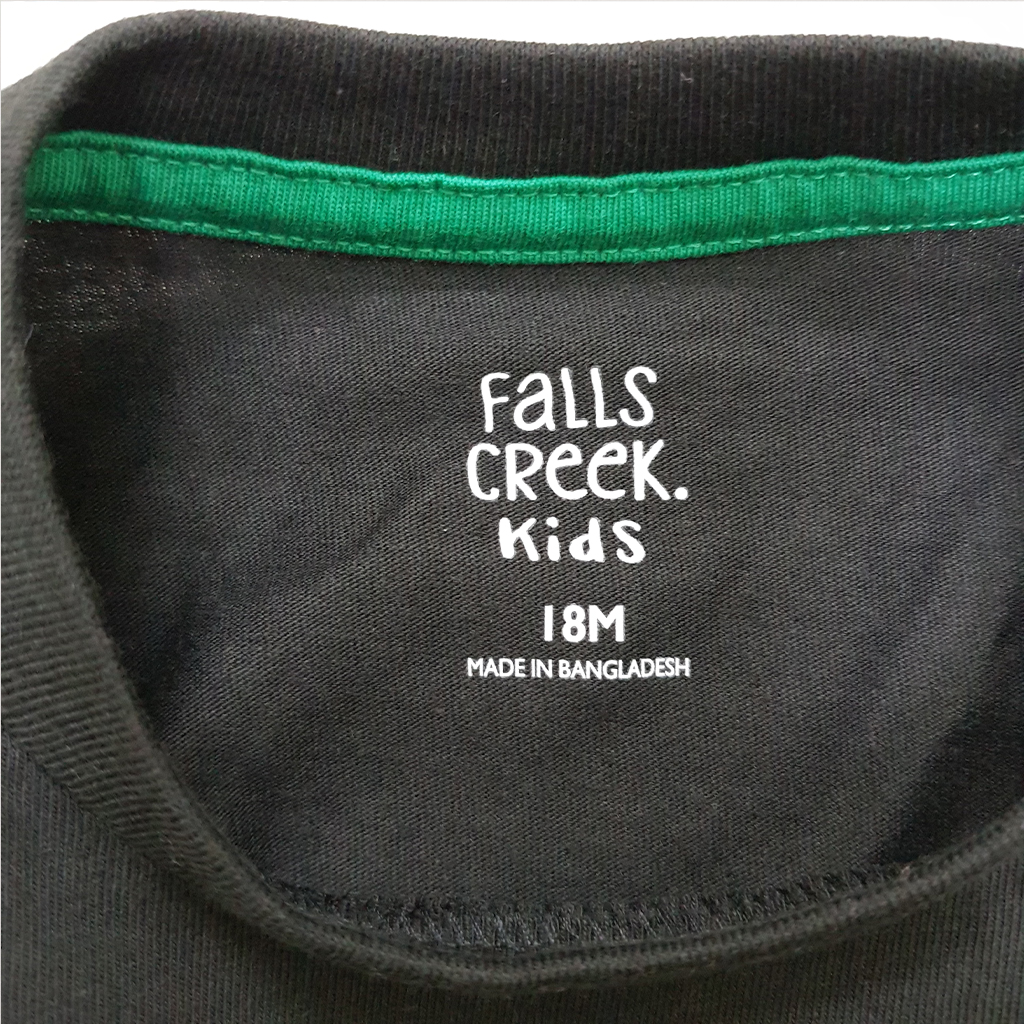 FaLLS
CReeK.
Kids
18M
MADE IN BANGLADESH